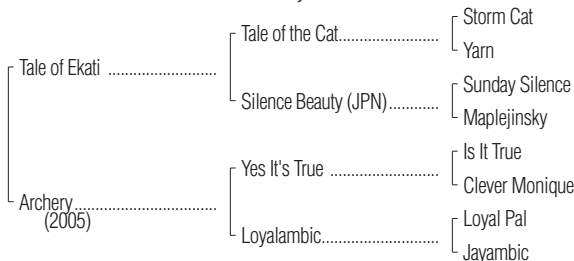 Storm Cat
Tale of the Cat..........................
Yarn
Tale of Ekati ............................
Sunday Silence
Silence Beauty (JPN).............
Maplejinsky
Is It True
Yes It's True ............................
Clever Monique
Archery.....................................
(2005)
Loyal Pal
Loyalambic..............................
Javambic